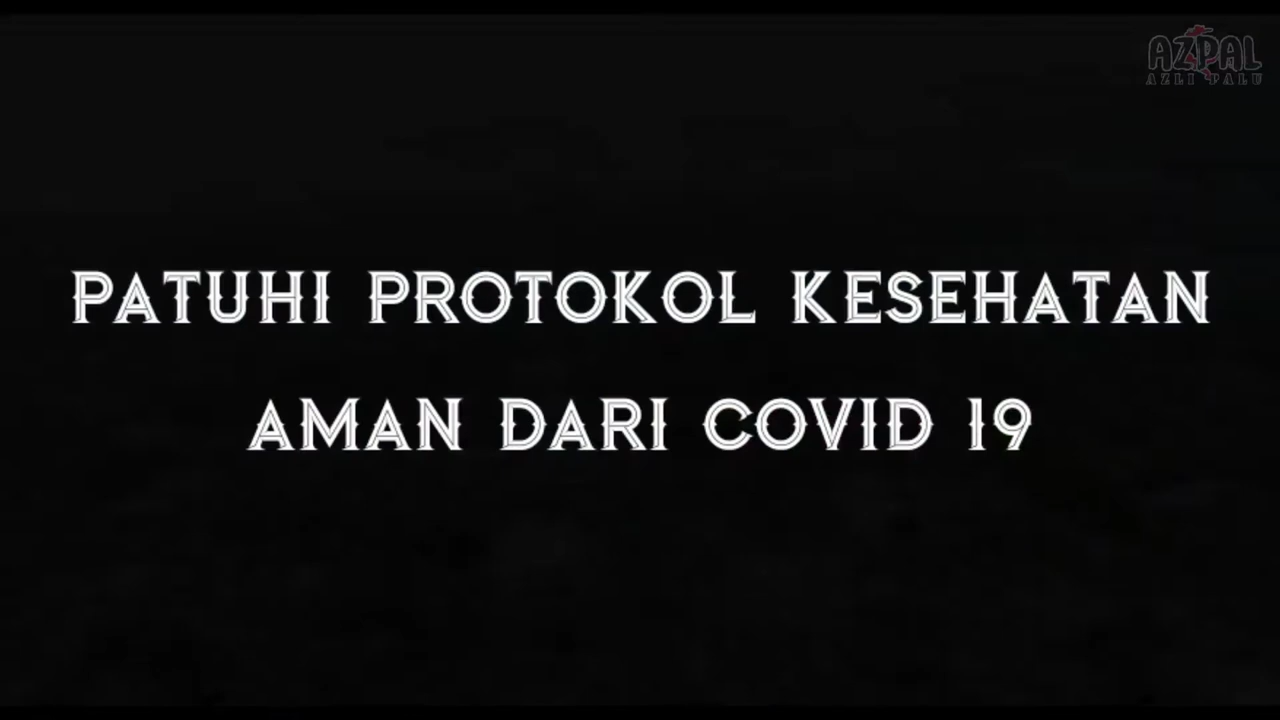 AZPAL
AZLI PALU
PATUHI PROTOKOL KESEHATAN
AMAN DARI COVID 19